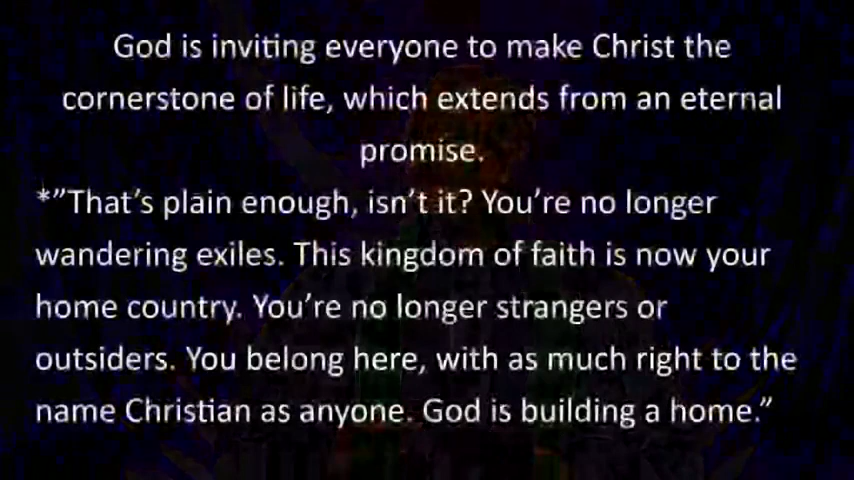 God is inviting everyone to make Christ the
cornerstone of life, which extends from an eternal
promise.
*”That’s plain enough, isn’t it? You’re no longer
wandering exiles. This kingdom of faith is now your
home country. You’re no longer strangers or
outsiders. You belong here, with as much right to the
name Christian as anyone. God is building a home.”